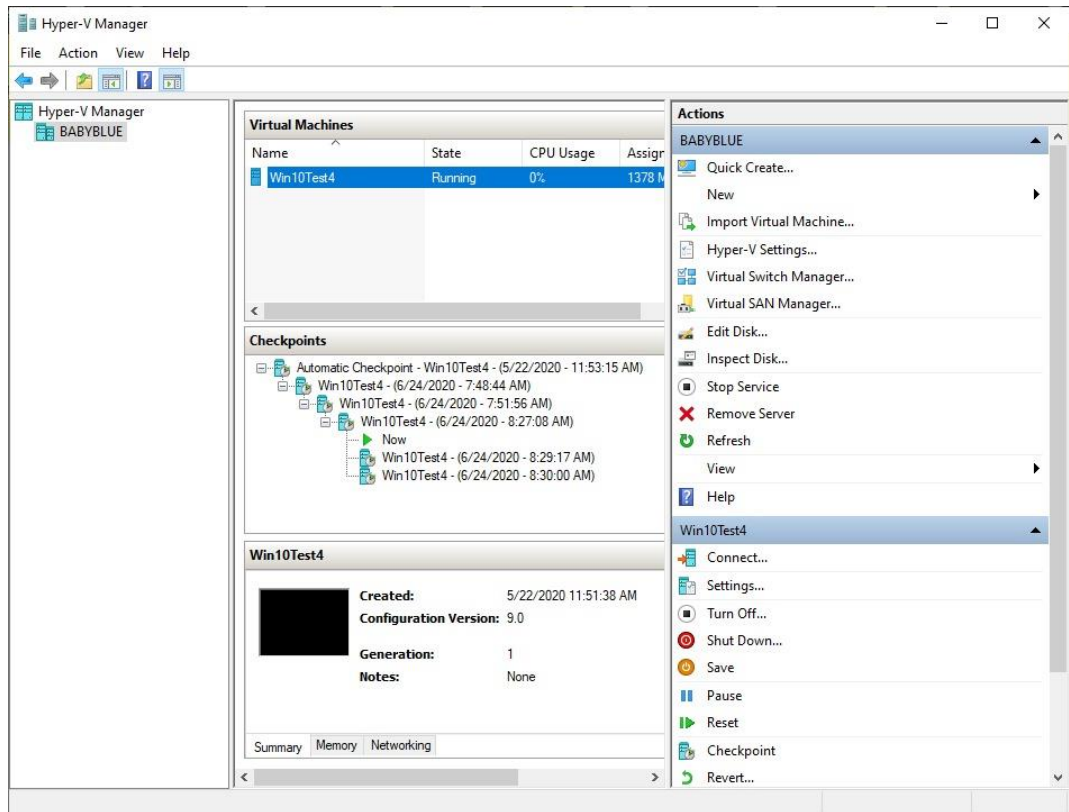 Hyper-V Manager
File Action View Help
Hyper-V Manager
BABYBLUE
Virtual Machines
Name State CPU Usage Assign
Win10Test4 Running 0% 1378 M
Checkpoints
Automatic Checkpoint - Win10Test4 - (5/22/2020 - 11:53:15 AM)
Win10Test4 - (6/24/2020 - 7:48:44 AM)
Win10Test4 - (6/24/2020 - 7:51:56 AM)
Win10Test4 - (6/24/2020 - 8:27:08 AM)
Now
Win10Test4 - (6/24/2020 - 8:29:17 AM)
Win10Test4 - (6/24/2020 - 8:30:00 AM)
Win10Test4
Created: 5/22/2020 11:51:38 AM
Configuration Version: 9.0
Generation: 1
Notes: None
Summary Memory Networking
Actions
BABYBLUE
Quick Create...
New
Import Virtual Machine...
Hyper-V Settings...
Virtual Switch Manager...
Virtual SAN Manager...
Edit Disk...
Inspect Disk...
Stop Service
Remove Server
Refresh
View
Help
Win10Test4
Connect...
Settings...
Turn Off...
Shut Down...
Save
Pause
Reset
Checkpoint
Revert...